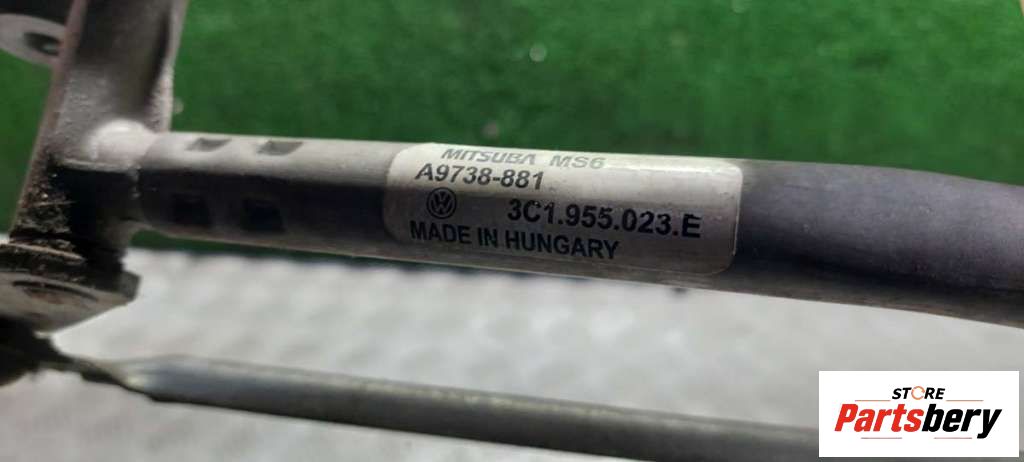 MITSUBA MS6
A9738-881
3C1.955.023.E
MADE IN HUNGARY
STORE
Partsbery